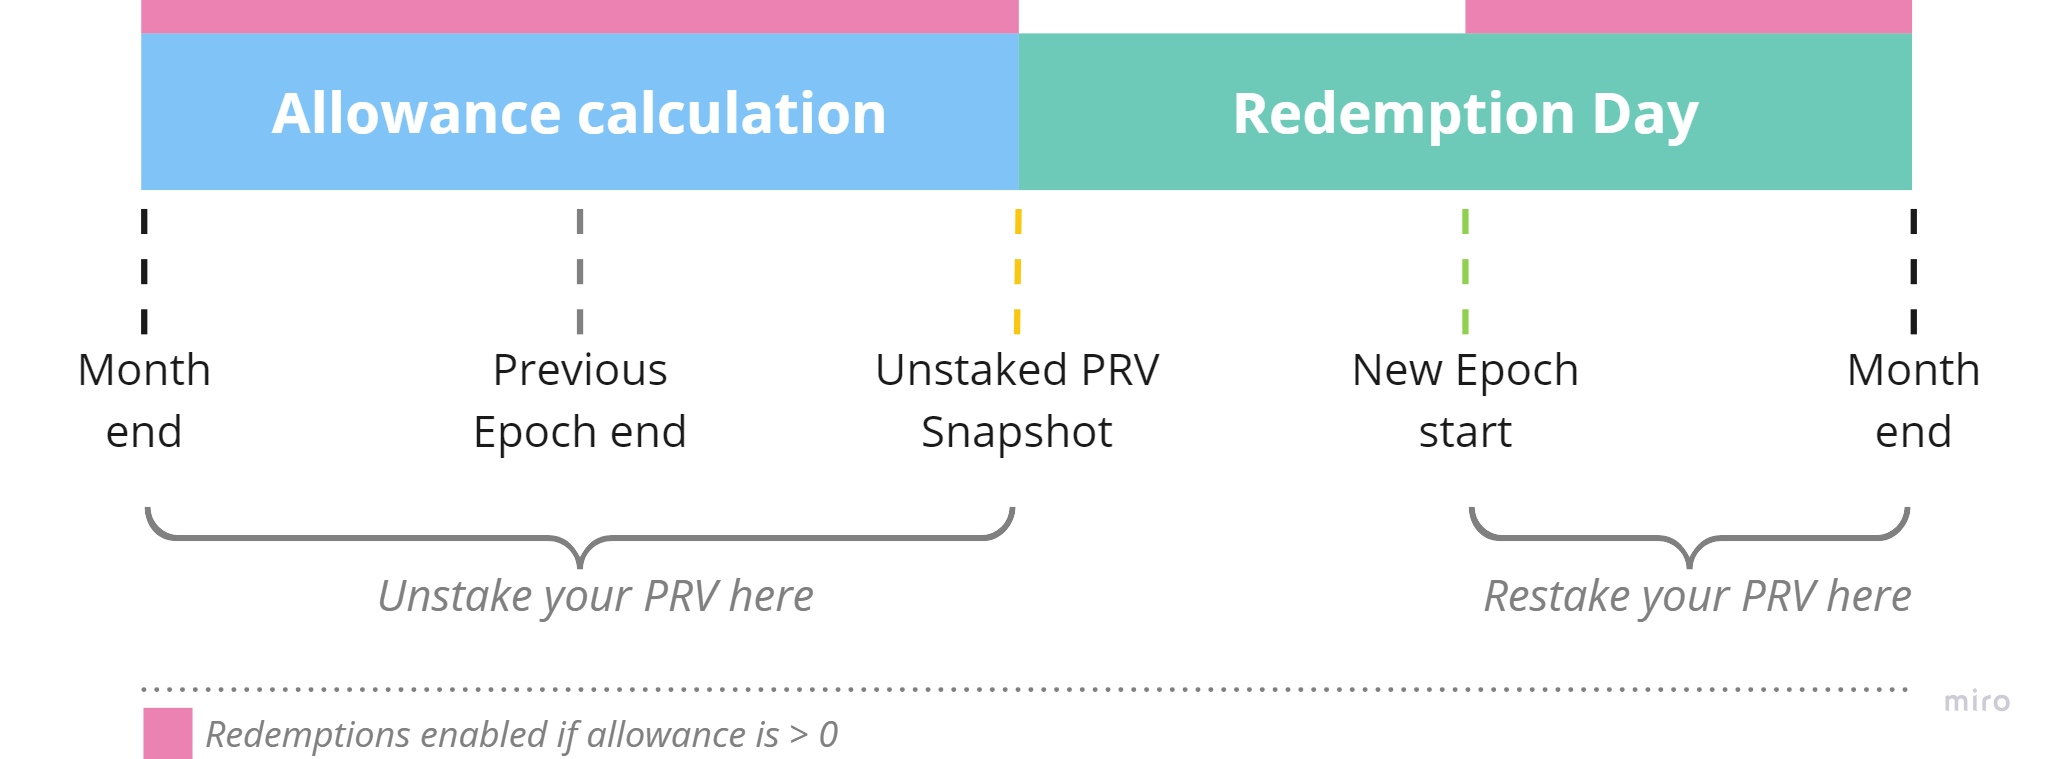 Allowance calculation
Redemption Day
Month
end
Previous
Epoch end
Unstaked PRV
Snapshot
New Epoch
start
Month
end
Unstake your PRV here
Restake your PRV here
miro
Redemptions enabled if allowance is > 0